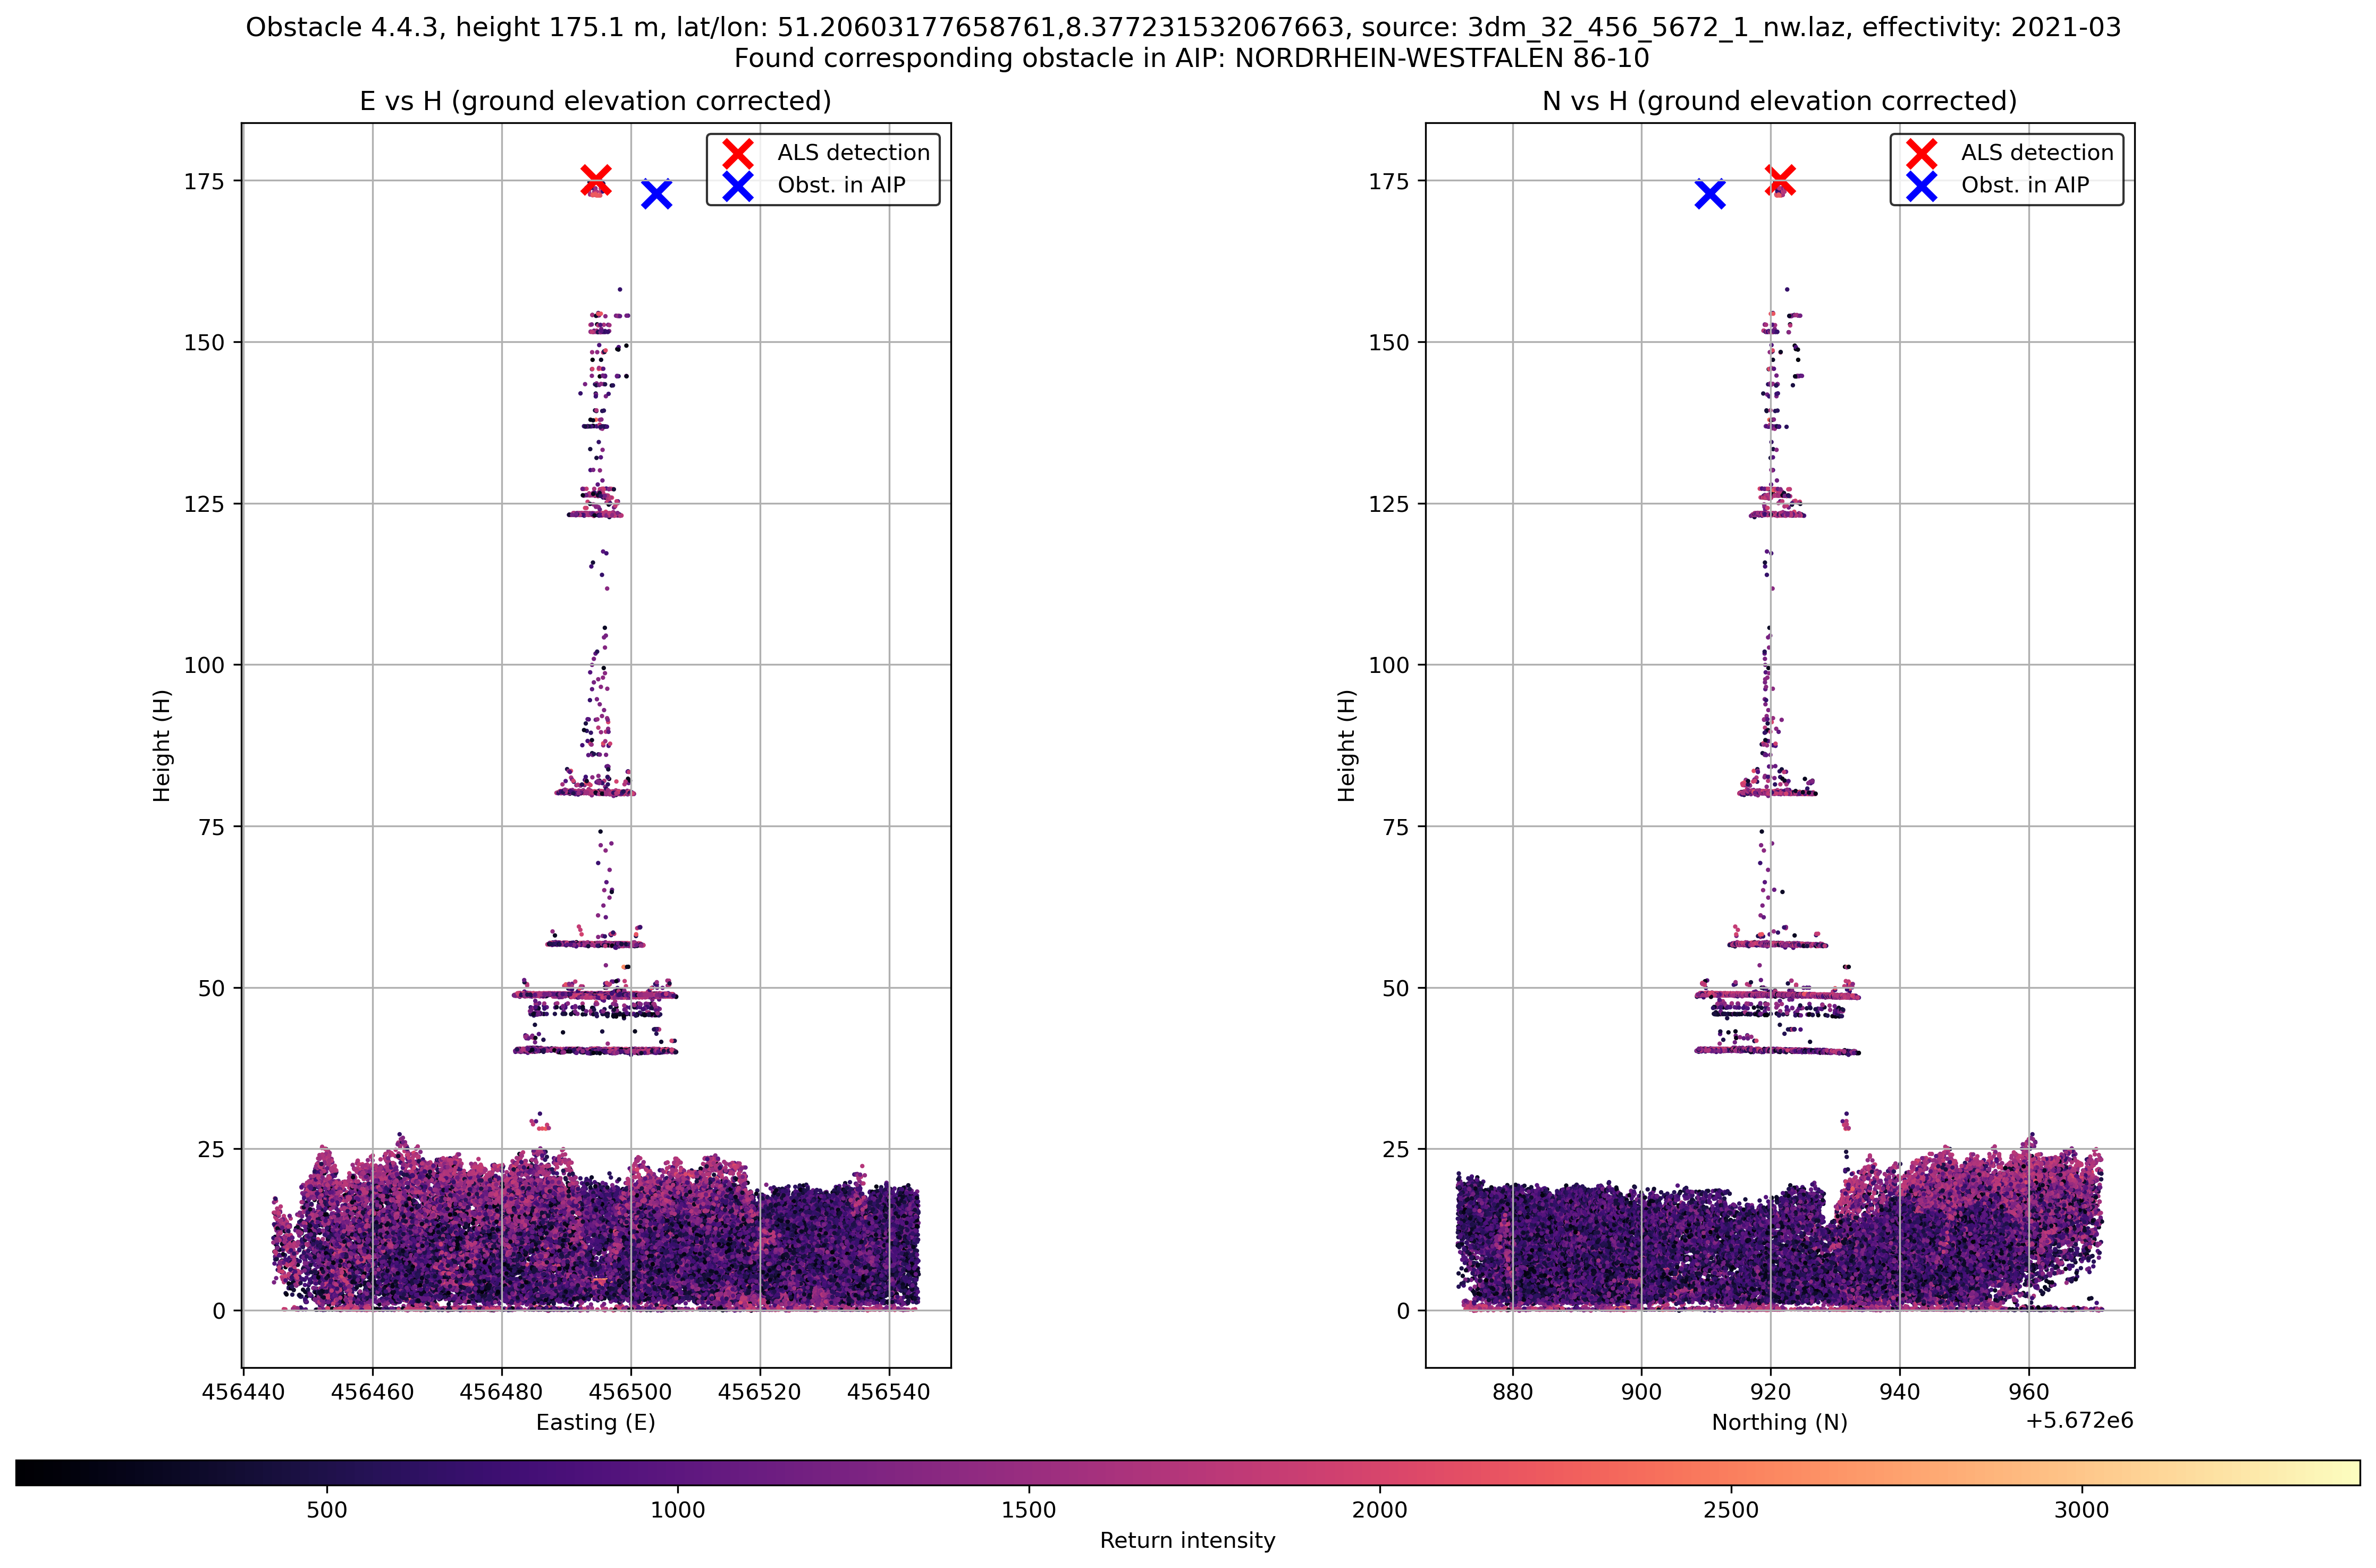 Obstacle 4.4.3, height 175.1 m, lat/lon: 51.20603177658761,8.377231532067663, source: 3dm_32_456_5672_1_nw.laz, effectivity: 2021-03
Found corresponding obstacle in AIP: NORDRHEIN-WESTFALEN 86-10
E vs H (ground elevation corrected)
ALS detection
Obst. in AIP
175
150
125
100
75
50
25
0
Height (H)
456440 456460 456480 456500 456520 456540
Easting (E)
N vs H (ground elevation corrected)
ALS detection
Obst. in AIP
175
150
125
100
75
50
25
0
Height (H)
880 900 920 940 960
Northing (N)
+5.672e6
500 1000 1500 2000 2500 3000
Return intensity